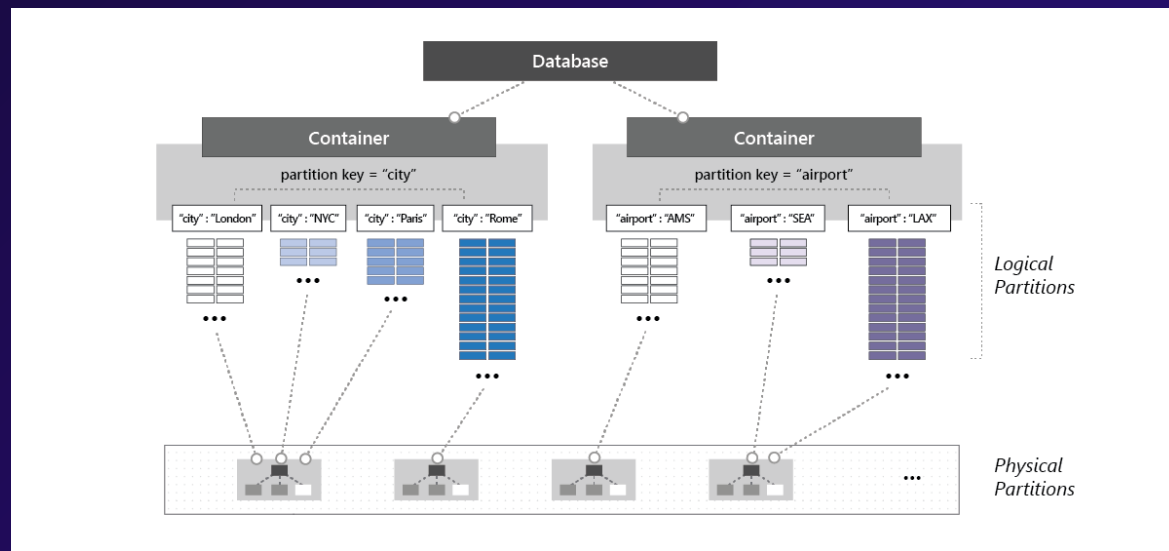 Database
Container
Container
partition key = “city”
partition key = “airport”
“city” : “London”
“city” : “NYC”
“city” : “Paris”
“city” : “Rome”
“airport” : “AMS”
“airport” : “SEA”
“airport” : “LAX”
Logical
Partitions
Physical
Partitions